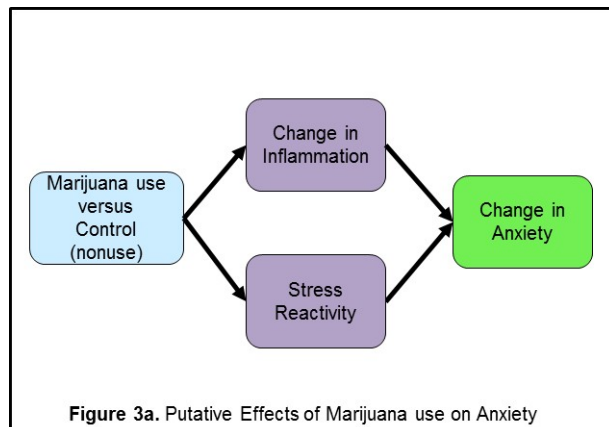 Change in
Inflammation
Marijuana use
versus
Control
(nonuse)
Change in
Anxiety
Stress
Reactivity
Figure 3a. Putative Effects of Marijuana use on Anxiety